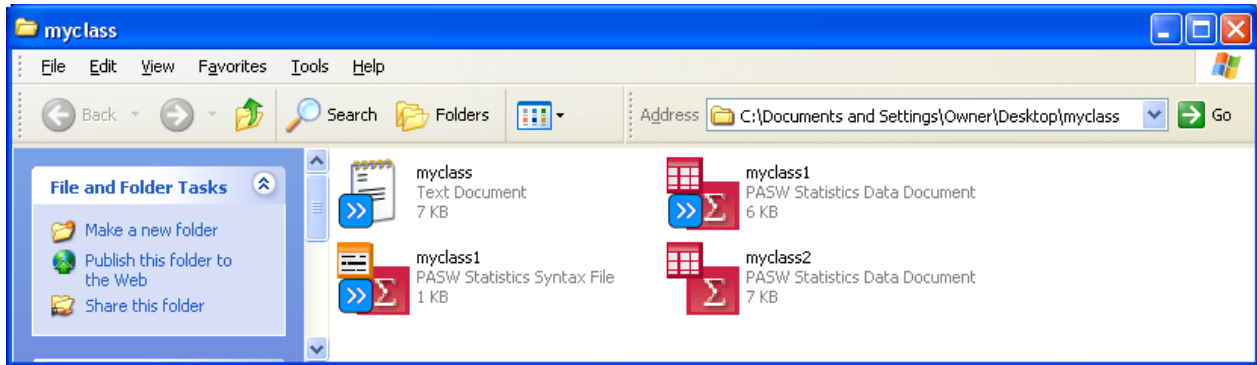 myclass
File Edit View Favorites Tools Help
Back Search Folders Address C:\Documents and Settings\Owner\Desktop\myclass Go
File and Folder Tasks
Make a new folder
Publish this folder to
the Web
Share this folder
myclass
Text Document
7 KB
myclass1
PASW Statistics Data Document
6 KB
myclass1
PASW Statistics Syntax File
1 KB
myclass2
PASW Statistics Data Document
7 KB